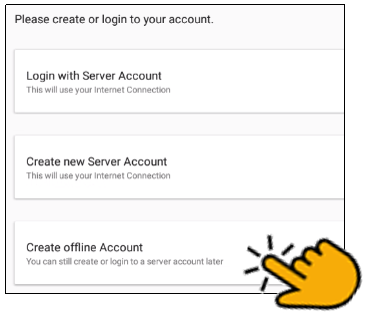 Please create or login to your account.
Login with Server Account
This will use your Internet Connection
Create new Server Account
This will use your Internet Connection
Create offline Account
You can still create or login to a server account later